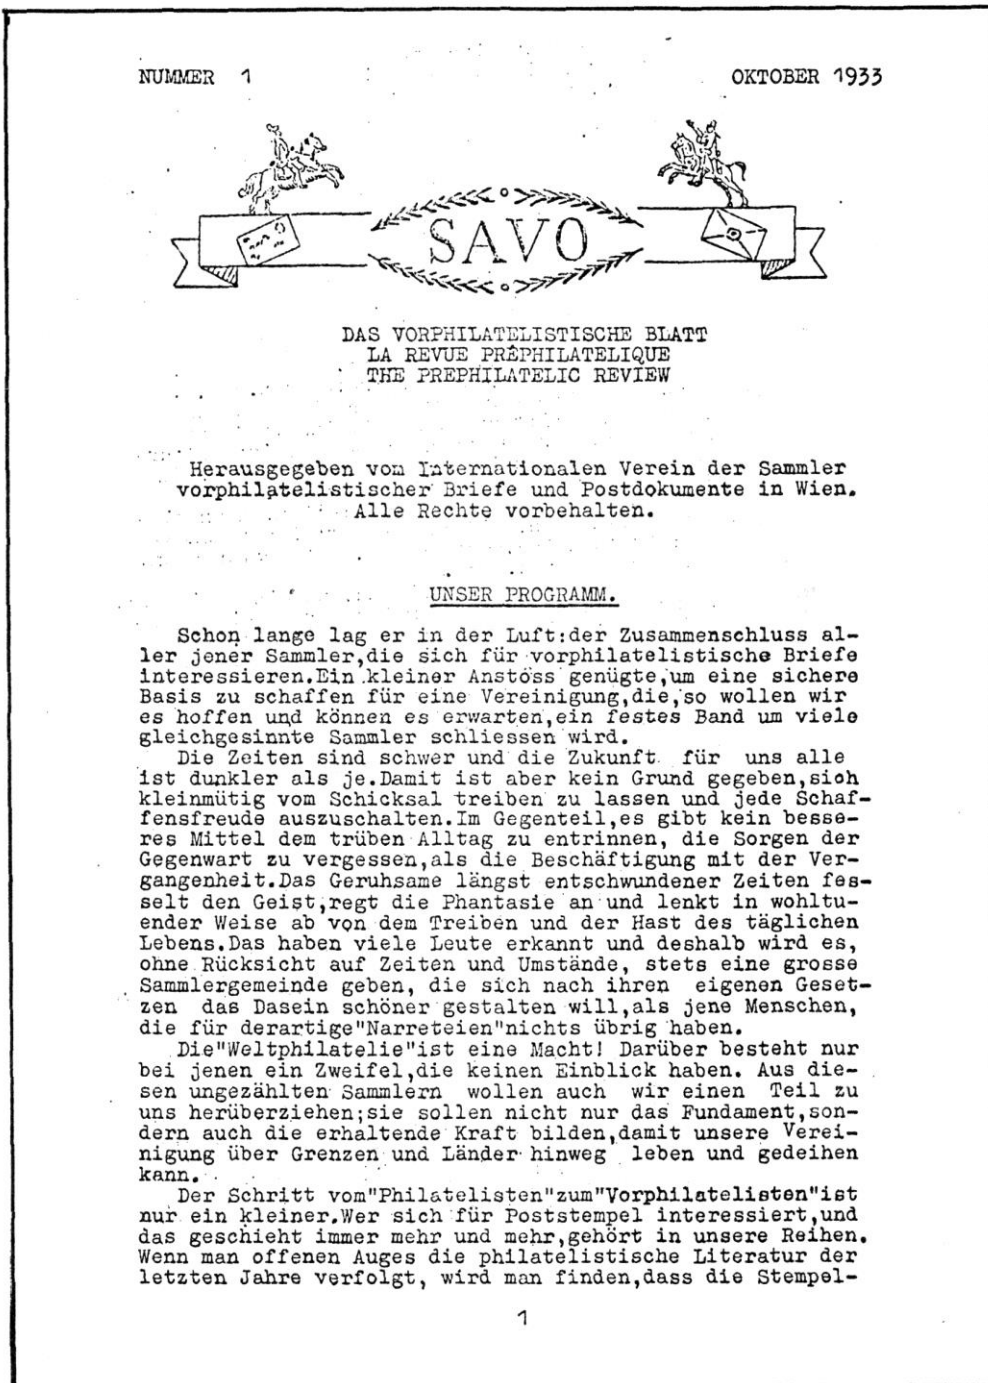 NUMMER 1
OKTOBER 1933
SAVO
DAS VORPHILATELISTISCHE BLATT
LA REVUE PRÉPHILATELIQUE
THE PREPHILATELIC REVIEW
Herausgegeben vom Internationalen Verein der Sammler
vorphilatelistischer Briefe und Postdokumente in Wien.
Alle Rechte vorbehalten.
UNSER PROGRAMM.
Schon lange lag er in der Luft:der Zusammenschluss al-
ler jener Sammler,die sich für vorphilatelistische Briefe
interessieren.Ein kleiner Anstoss genügte,um eine sichere
Basis zu schaffen für eine Vereinigung,die,so wollen wir
es hoffen und können es erwarten,ein festes Band um viele
gleichgesinnte Sammler schliessen wird.
Die Zeiten sind schwer und die Zukunft für uns alle
ist dunkler als je.Damit ist aber kein Grund gegeben,sich
kleinmütig vom Schicksal treiben zu lassen und jede Schaf-
fensfreude auszuschalten.Im Gegenteil,es gibt kein besse-
res Mittel dem trüben Alltag zu entrinnen, die Sorgen der
Gegenwart zu vergessen,als die Beschäftigung mit der Ver-
gangenheit.Das Geruhsame längst entschwundener Zeiten fes-
selt den Geist,regt die Phantasie an und lenkt in wohltu-
ender Weise ab von dem Treiben und der Hast des täglichen
Lebens.Das haben viele Leute erkannt und deshalb wird es,
ohne Rücksicht auf Zeiten und Umstände, stets eine grosse
Sammlergemeinde geben, die sich nach ihren eigenen Geset-
zen das Dasein schöner gestalten will,als jene Menschen,
die für derartige"Narreteien"nichts übrig haben.
Die"Weltphilatelie"ist eine Macht! Darüber besteht nur
bei jenen ein Zweifel,die keinen Einblick haben. Aus die-
sen ungezählten Sammlern wollen auch wir einen Teil zu
uns herüberziehen;sie sollen nicht nur das Fundament,son-
dern auch die erhaltende Kraft bilden,damit unsere Verei-
nigung über Grenzen und Länder hinweg leben und gedeihen
kann.
Der Schritt vom"Philatelisten"zum"Vorphilatelisten"ist
nur ein kleiner.Wer sich für Poststempel interessiert,und
das geschieht immer mehr und mehr,gehört in unsere Reihen.
Wenn man offenen Auges die philatelistische Literatur der
letzten Jahre verfolgt, wird man finden,dass die Stempel-
1